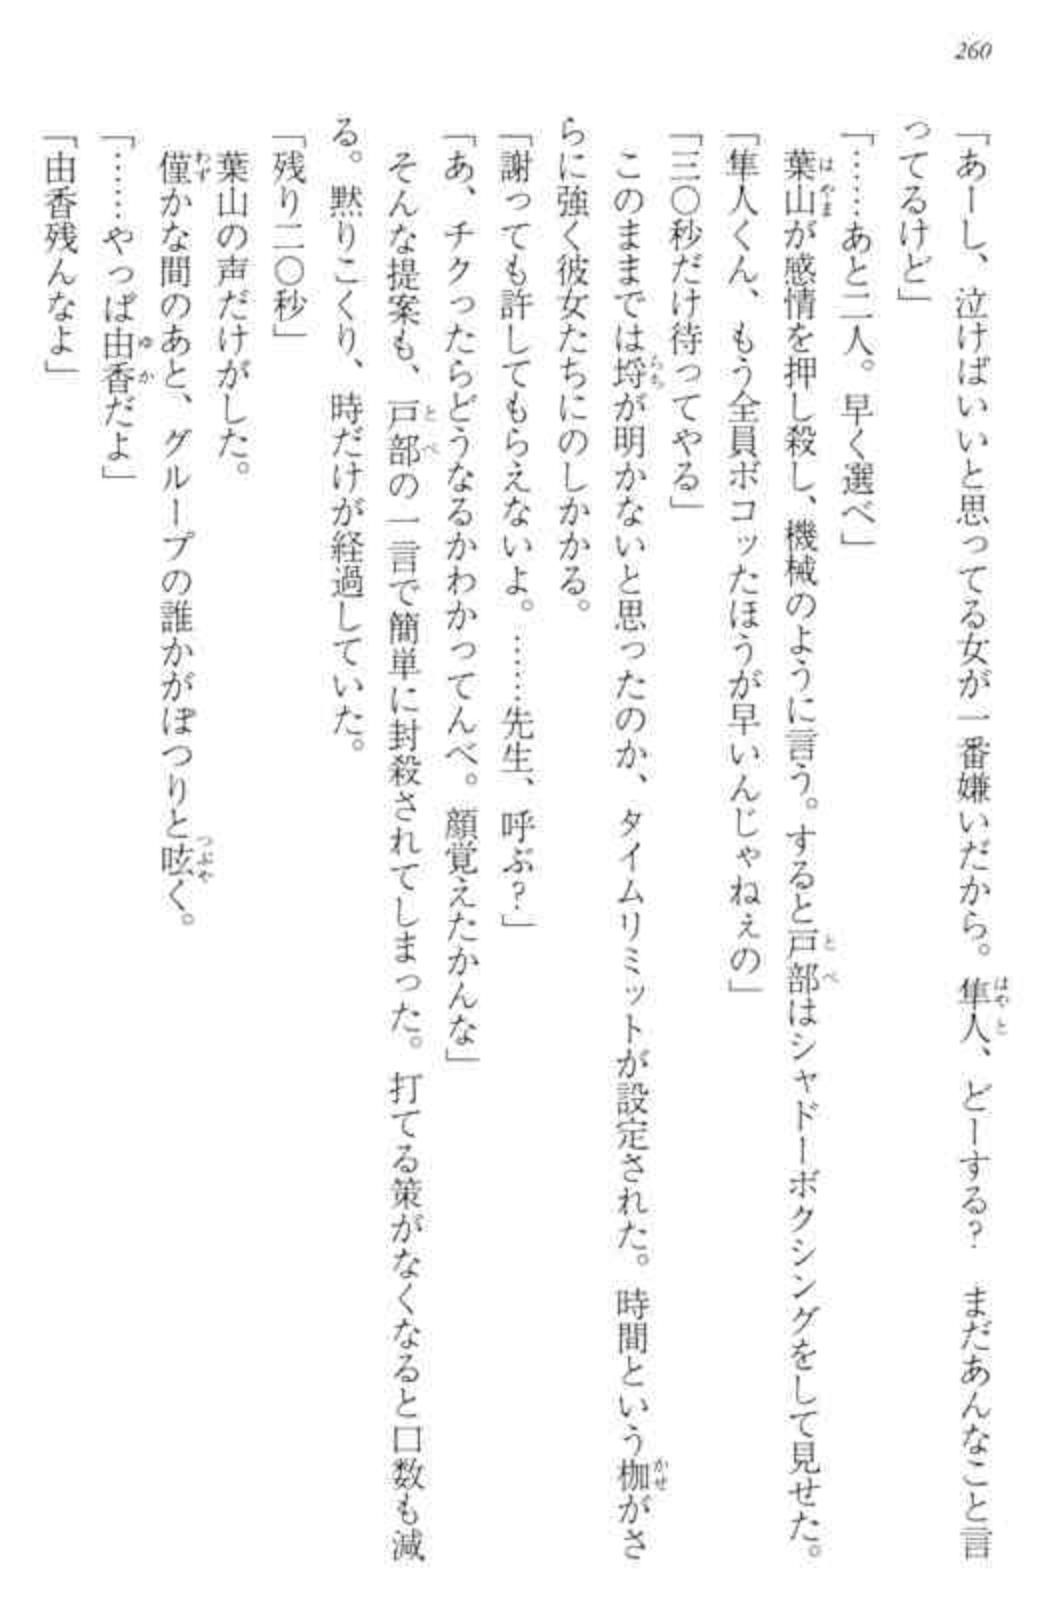 260
「あーし、泣けばいいと思ってる女が一番嫌いだから。隼人、どーする？　まだあんなこと言
ってるけど」
「……あと二人。早く選べ」
　葉山が感情を押し殺し、機械のように言う。すると戸部はシャドーボクシングをして見せた。
「隼人くん、もう全員ボコッたほうが早いんじゃねぇの」
「三〇秒だけ待ってやる」
　このままでは埒が明かないと思ったのか、タイムリミットが設定された。時間という枷がさ
らに強く彼女たちにのしかかる。
「謝っても許してもらえないよ。……先生、呼ぶ？」
「あ、チクったらどうなるかわかってんべ。顔覚えたかんな」
　そんな提案も、戸部の一言で簡単に封殺されてしまった。打てる策がなくなると口数も減
る。黙りこくり、時だけが経過していた。
「残り二〇秒」
　葉山の声だけがした。
　僅かな間のあと、グループの誰かがぽつりと呟く。
「……やっぱ由香だよ」
「由香残んなよ」